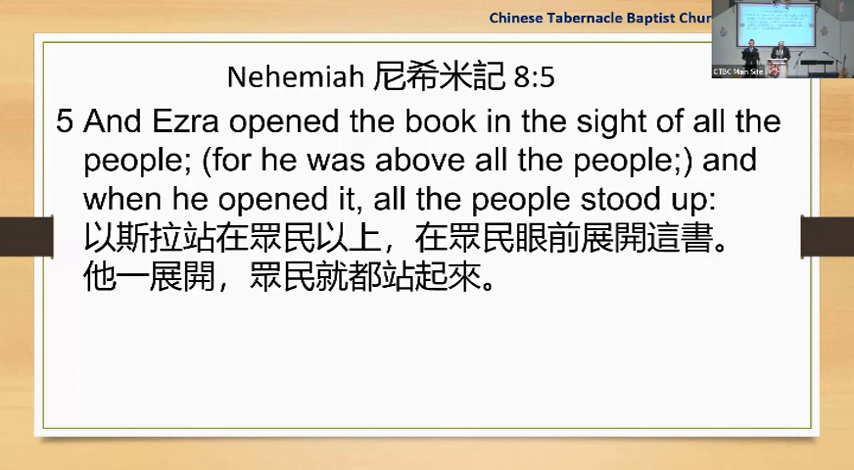 Chinese Tabernacle Baptist
Nehemiah 尼希米記 8:5
5 And Ezra opened the book in the sight of all the
people; (for he was above all the people;) and
when he opened it, all the people stood up:
以斯拉站在眾民以上，在眾民眼前展開這書。
他一展開，眾民就都站起來。
CTBC Main Site